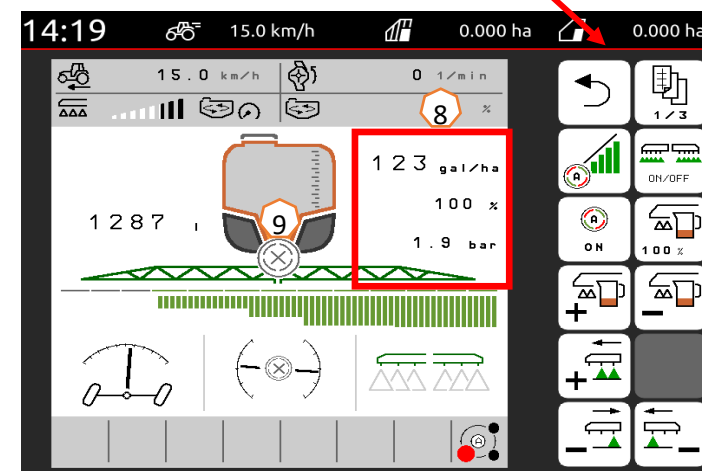 14:19 15.0 km/h 0.000 ha 0.000 ha
15.0 km/h 0 1/min
8 %
1/3
123 gal/ha
A ON/OFF
100 %
1287 l 9
1.9 bar
A
ON 100 %
+ −
+
− −
A